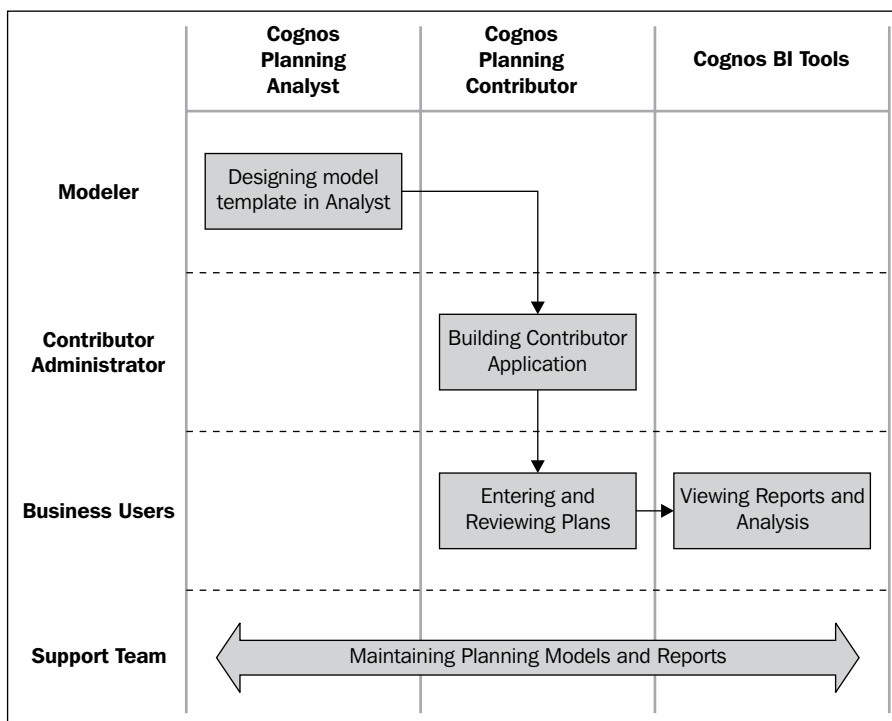 Cognos
Planning
Analyst
Cognos
Planning
Contributor
Cognos BI Tools
Modeler
Designing model
template in Analyst
Contributor
Administrator
Building Contributor
Application
Business Users
Entering and
Reviewing Plans
Viewing Reports and
Analysis
Support Team
Maintaining Planning Models and Reports